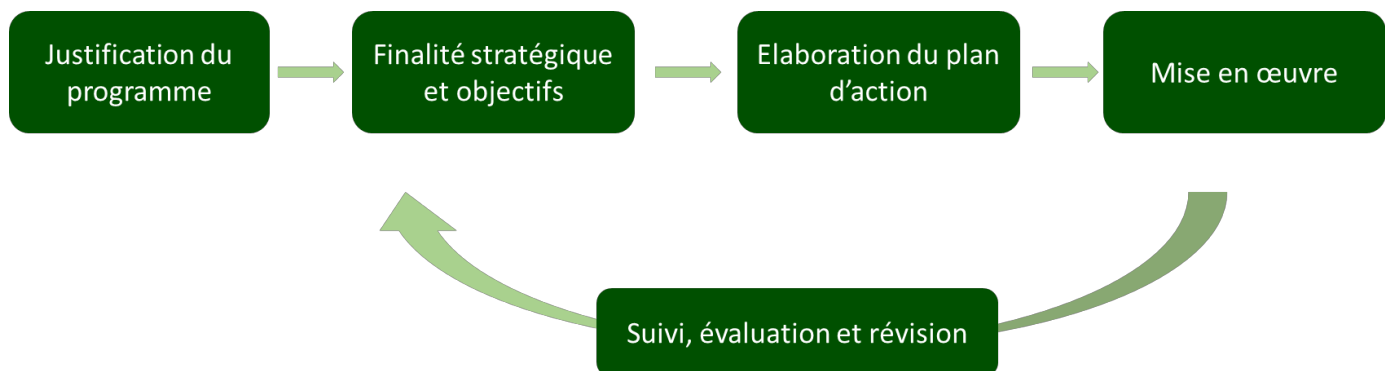 Justification du
programme
Finalité stratégique
et objectifs
Elaboration du plan
d’action
Mise en œuvre
Suivi, évaluation et révision